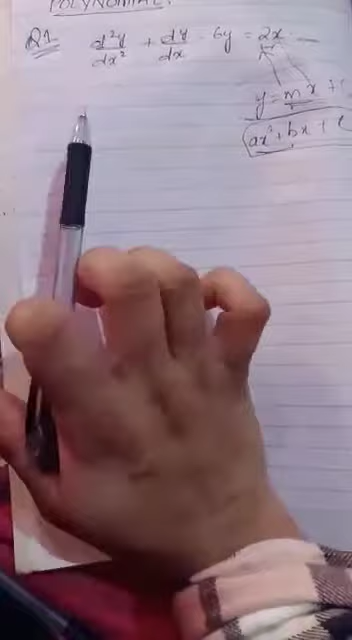 POLYNOMIAL:
Q1. d²y/dx² + dy/dx - 6y = 2x —
y = mx + c
ax² + bx + c